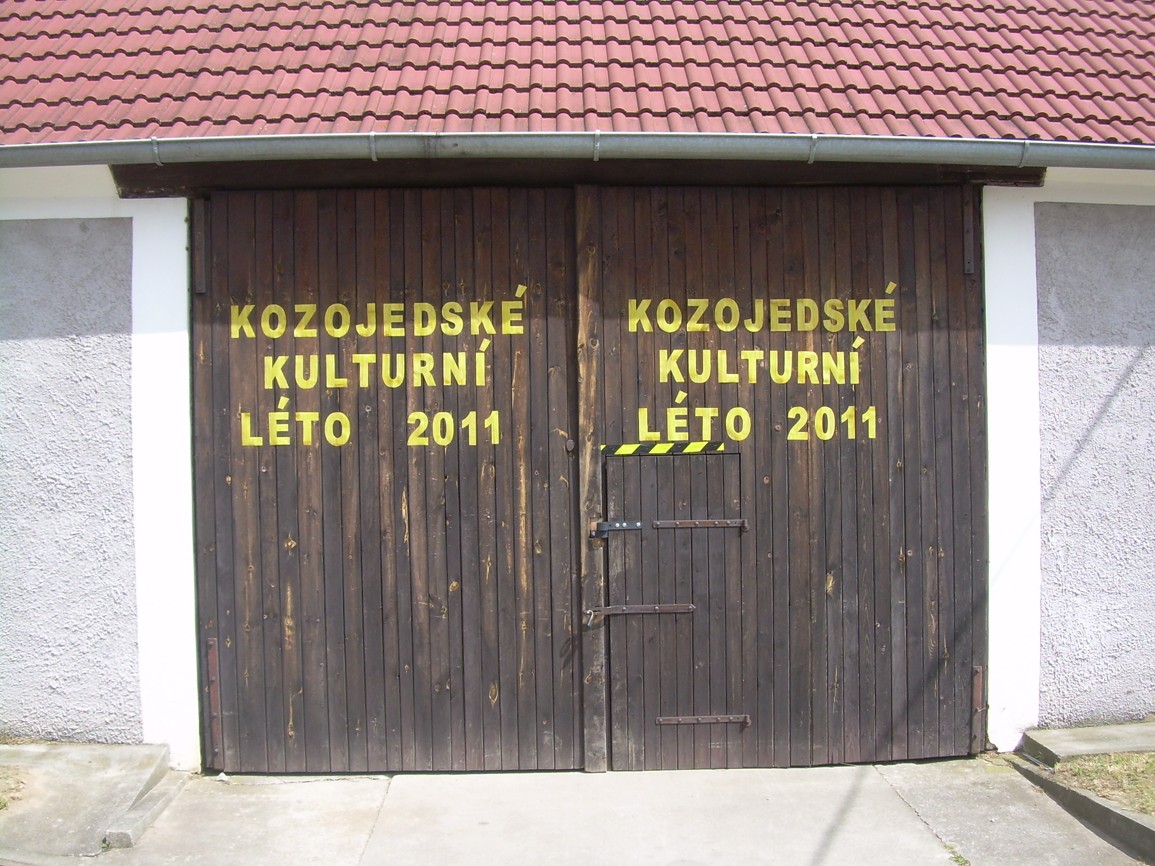 KOZOJEDSKÉ
KULTURNÍ
LÉTO 2011
KOZOJEDSKÉ
KULTURNÍ
LÉTO 2011